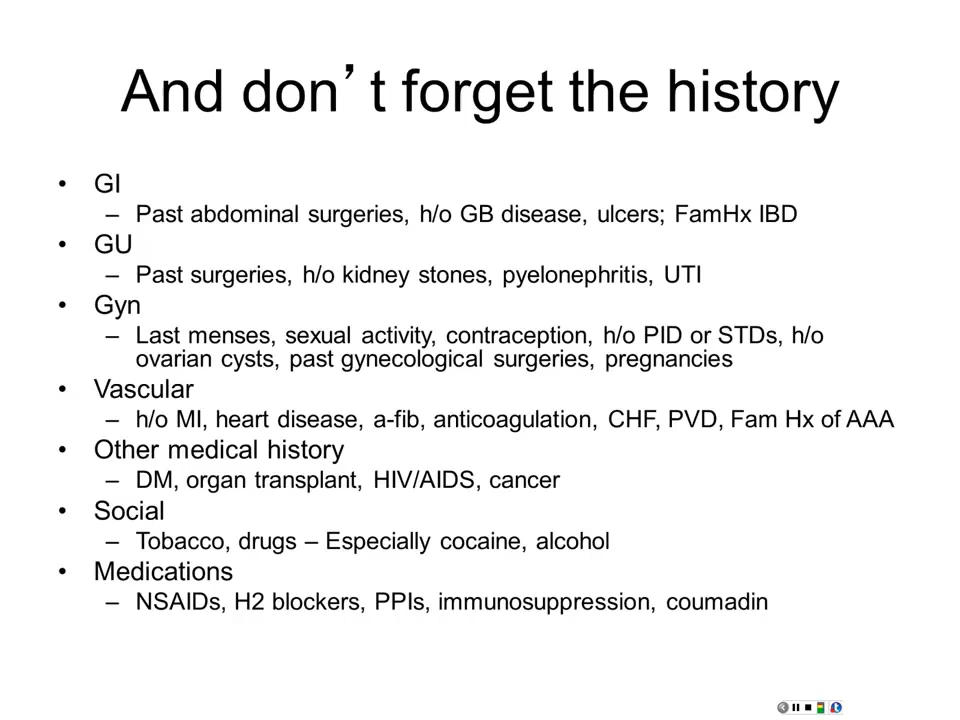 And don’t forget the history
• GI
– Past abdominal surgeries, h/o GB disease, ulcers; FamHx IBD
• GU
– Past surgeries, h/o kidney stones, pyelonephritis, UTI
• Gyn
– Last menses, sexual activity, contraception, h/o PID or STDs, h/o
ovarian cysts, past gynecological surgeries, pregnancies
• Vascular
– h/o MI, heart disease, a-fib, anticoagulation, CHF, PVD, Fam Hx of AAA
• Other medical history
– DM, organ transplant, HIV/AIDS, cancer
• Social
– Tobacco, drugs – Especially cocaine, alcohol
• Medications
– NSAIDs, H2 blockers, PPIs, immunosuppression, coumadin